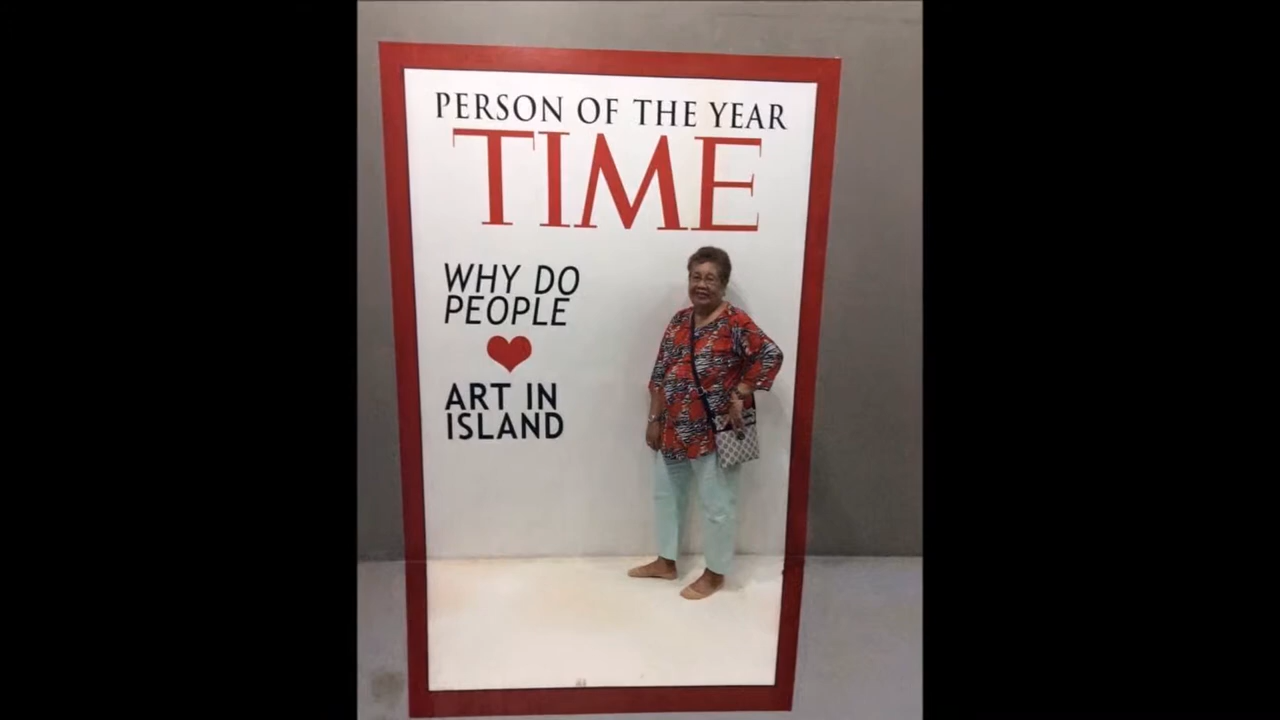 PERSON OF THE YEAR
TIME
WHY DO
PEOPLE
ART IN
ISLAND